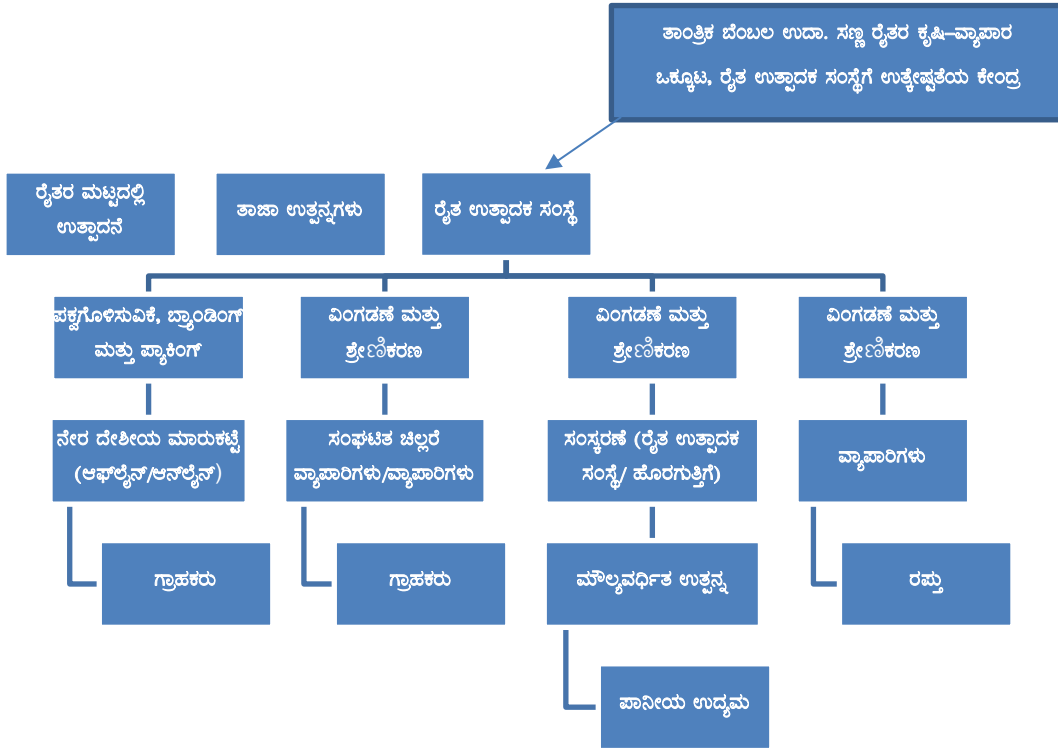 ತಾಂತ್ರಿಕ ಬೆಂಬಲ ಉದಾ. ಸಣ್ಣ ರೈತರ ಕೃಷಿ–ವ್ಯಾಪಾರ
ಒಕ್ಕೂಟ, ರೈತ ಉತ್ಪಾದಕ ಸಂಸ್ಥೆಗೆ ಉತ್ಕೇಷ್ಟತೆಯ ಕೇಂದ್ರ
ರೈತರ ಮಟ್ಟದಲ್ಲಿ
ಉತ್ಪಾದನೆ
ತಾಜಾ ಉತ್ಪನ್ನಗಳು
ರೈತ ಉತ್ಪಾದಕ ಸಂಸ್ಥೆ
ಪಕ್ವಗೊಳಿಸುವಿಕೆ, ಬ್ರ್ಯಾಂಡಿಂಗ್
ಮತ್ತು ಪ್ಯಾಕಿಂಗ್
ವಿಂಗಡಣೆ ಮತ್ತು
ಶ್ರೇಣಿಕರಣ
ವಿಂಗಡಣೆ ಮತ್ತು
ಶ್ರೇಣಿಕರಣ
ವಿಂಗಡಣೆ ಮತ್ತು
ಶ್ರೇಣಿಕರಣ
ನೇರ ದೇಶೀಯ ಮಾರುಕಟ್ಟೆ
(ಆಫ್‌ಲೈನ್/ಆನ್‌ಲೈನ್)
ಸಂಘಟಿತ ಚಿಲ್ಲರೆ
ವ್ಯಾಪಾರಿಗಳು/ವ್ಯಾಪಾರಿಗಳು
ಸಂಸ್ಕರಣೆ (ರೈತ ಉತ್ಪಾದಕ
ಸಂಸ್ಥೆ/ ಹೊರಗುತ್ತಿಗೆ)
ವ್ಯಾಪಾರಿಗಳು
ಗ್ರಾಹಕರು
ಗ್ರಾಹಕರು
ಮೌಲ್ಯವರ್ಧಿತ ಉತ್ಪನ್ನ
ರಫ್ತು
ಪಾನೀಯ ಉದ್ಯಮ